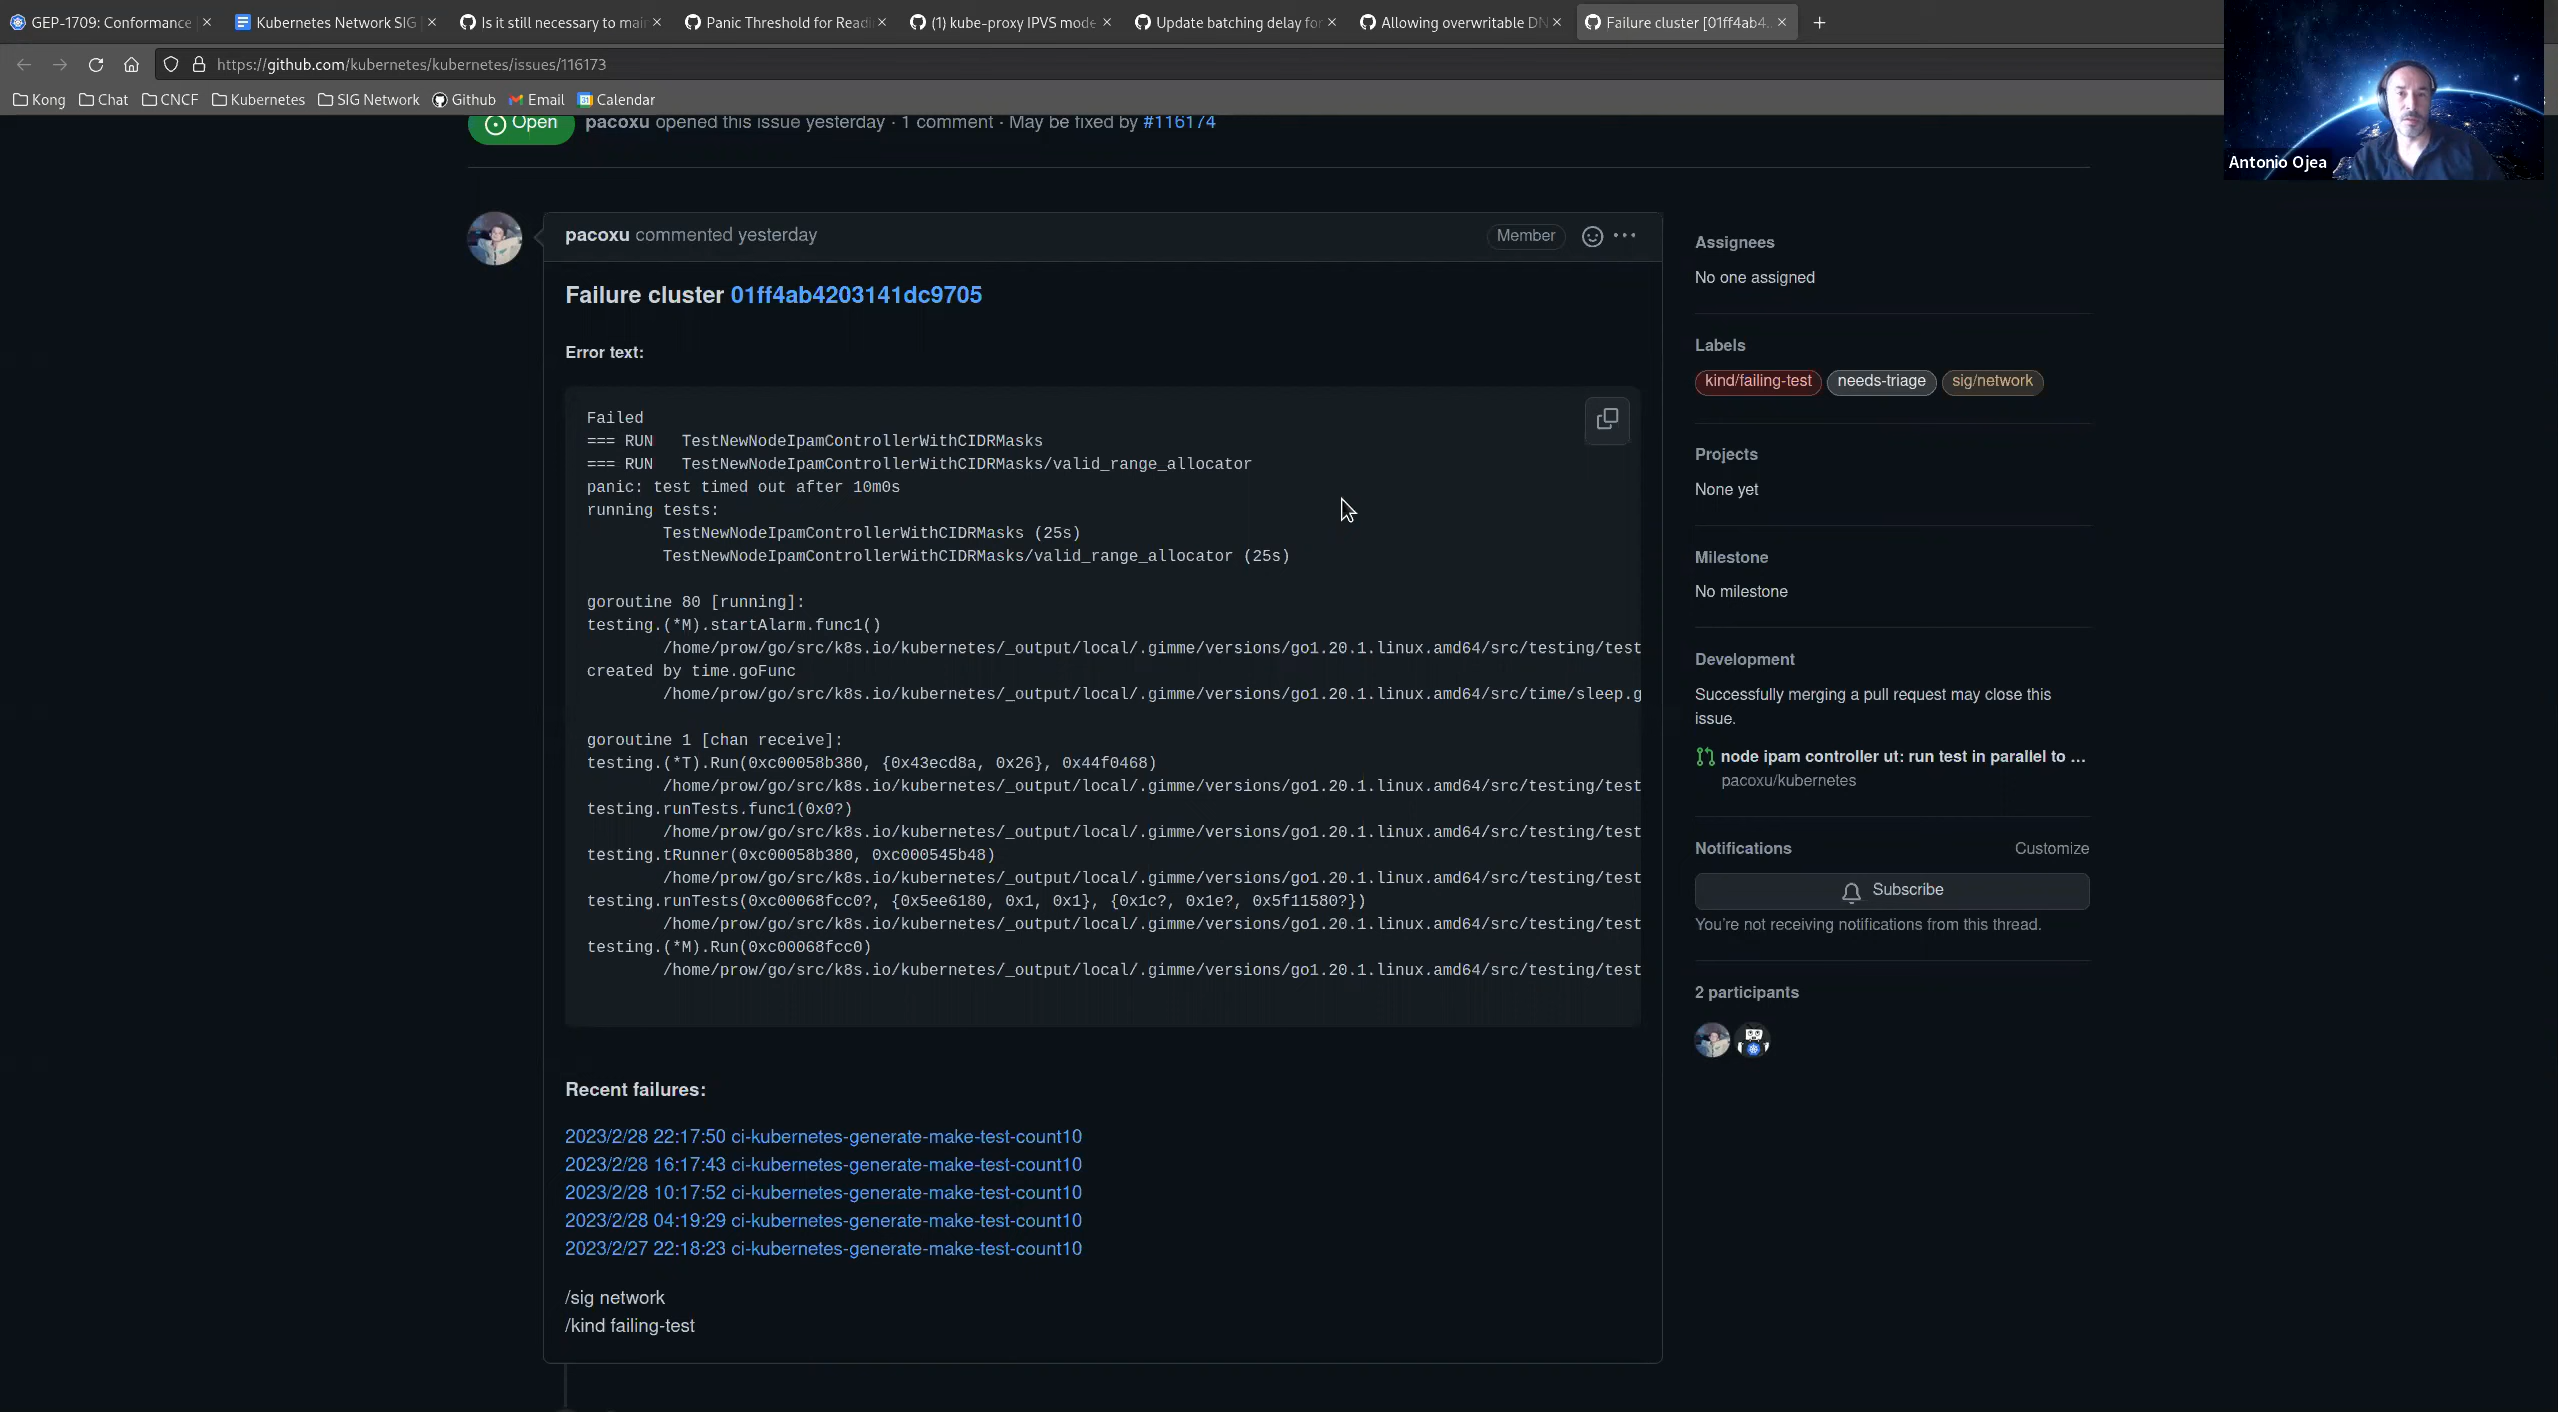 GEP-1709: Conformance
Kubernetes Network SIG
Is it still necessary to mai
Panic Threshold for Readi
(1) kube-proxy IPVS mode
Update batching delay for
Allowing overwritable DN
Failure cluster [01ff4ab4...
https://github.com/kubernetes/kubernetes/issues/116173
Kong Chat CNCF Kubernetes SIG Network Github Email Calendar
Antonio Ojea
Open pacoxu opened this issue yesterday · 1 comment · May be fixed by #116174
pacoxu commented yesterday
Member
Failure cluster 01ff4ab4203141dc9705
Error text:
Failed
=== RUN   TestNewNodeIpamControllerWithCIDRMasks
=== RUN   TestNewNodeIpamControllerWithCIDRMasks/valid_range_allocator
panic: test timed out after 10m0s
running tests:
        TestNewNodeIpamControllerWithCIDRMasks (25s)
        TestNewNodeIpamControllerWithCIDRMasks/valid_range_allocator (25s)
goroutine 80 [running]:
testing.(*M).startAlarm.func1()
        /home/prow/go/src/k8s.io/kubernetes/_output/local/.gimme/versions/go1.20.1.linux.amd64/src/testing/test
created by time.goFunc
        /home/prow/go/src/k8s.io/kubernetes/_output/local/.gimme/versions/go1.20.1.linux.amd64/src/time/sleep.g
goroutine 1 [chan receive]:
testing.(*T).Run(0xc00058b380, {0x43ecd8a, 0x26}, 0x44f0468)
        /home/prow/go/src/k8s.io/kubernetes/_output/local/.gimme/versions/go1.20.1.linux.amd64/src/testing/test
testing.runTests.func1(0x0?)
        /home/prow/go/src/k8s.io/kubernetes/_output/local/.gimme/versions/go1.20.1.linux.amd64/src/testing/test
testing.tRunner(0xc00058b380, 0xc000545b48)
        /home/prow/go/src/k8s.io/kubernetes/_output/local/.gimme/versions/go1.20.1.linux.amd64/src/testing/test
testing.runTests(0xc00068fcc0?, {0x5ee6180, 0x1, 0x1}, {0x1c?, 0x1e?, 0x5f11580?})
        /home/prow/go/src/k8s.io/kubernetes/_output/local/.gimme/versions/go1.20.1.linux.amd64/src/testing/test
testing.(*M).Run(0xc00068fcc0)
        /home/prow/go/src/k8s.io/kubernetes/_output/local/.gimme/versions/go1.20.1.linux.amd64/src/testing/test
Recent failures:
2023/2/28 22:17:50 ci-kubernetes-generate-make-test-count10
2023/2/28 16:17:43 ci-kubernetes-generate-make-test-count10
2023/2/28 10:17:52 ci-kubernetes-generate-make-test-count10
2023/2/28 04:19:29 ci-kubernetes-generate-make-test-count10
2023/2/27 22:18:23 ci-kubernetes-generate-make-test-count10
/sig network
/kind failing-test
Assignees
No one assigned
Labels
kind/failing-test needs-triage sig/network
Projects
None yet
Milestone
No milestone
Development
Successfully merging a pull request may close this
issue.
node ipam controller ut: run test in parallel to ...
pacoxu/kubernetes
Notifications Customize
Subscribe
You're not receiving notifications from this thread.
2 participants